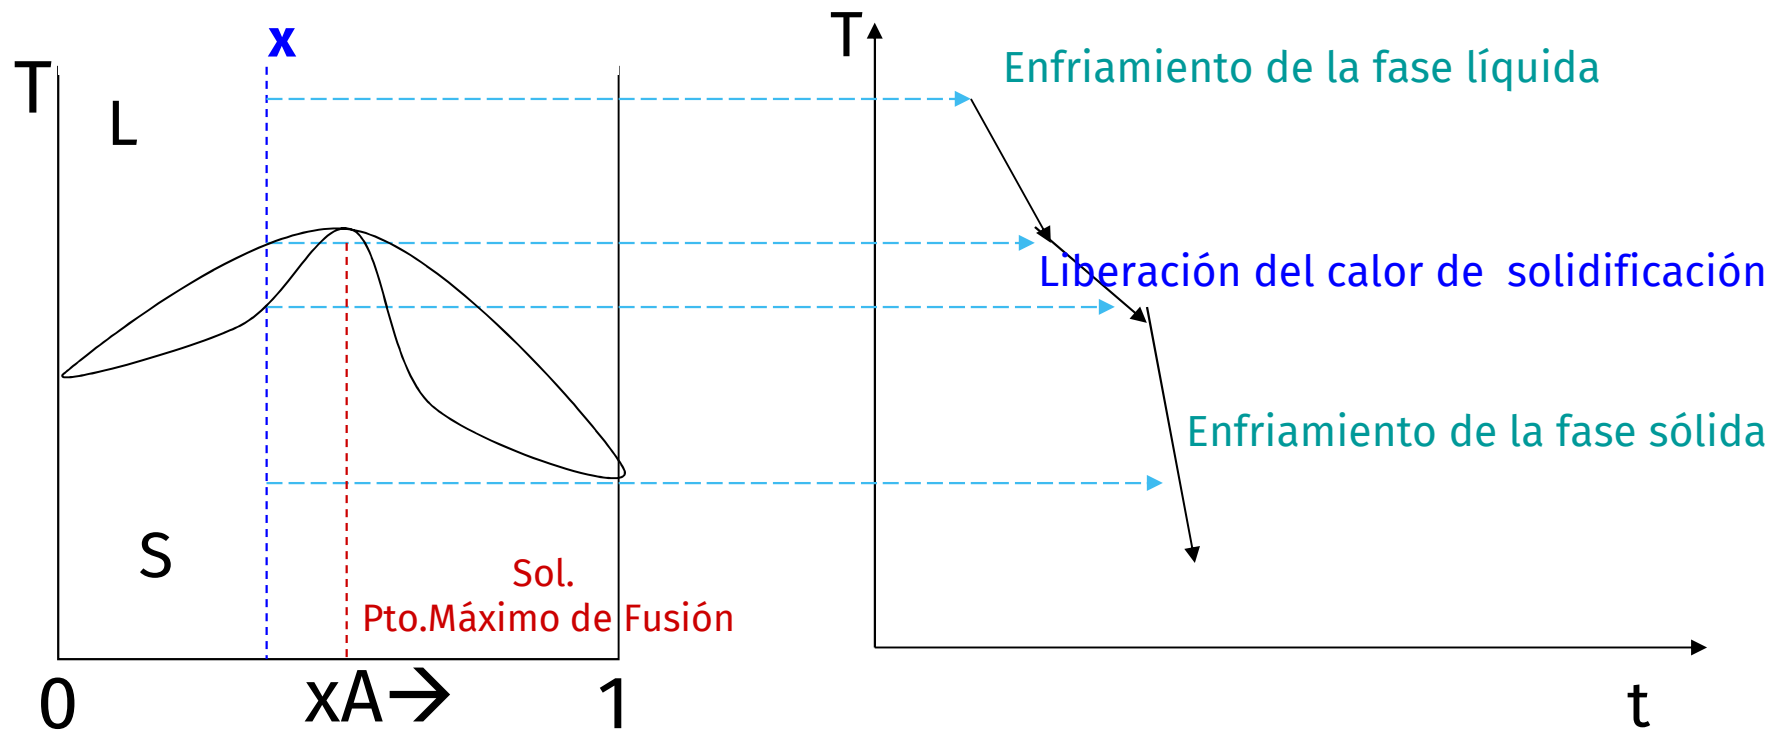 x
T
L
S
Sol.
Pto.Máximo de Fusión
0
xA→
1
T
Enfriamiento de la fase líquida
Liberación del calor de  solidificación
Enfriamiento de la fase sólida
t